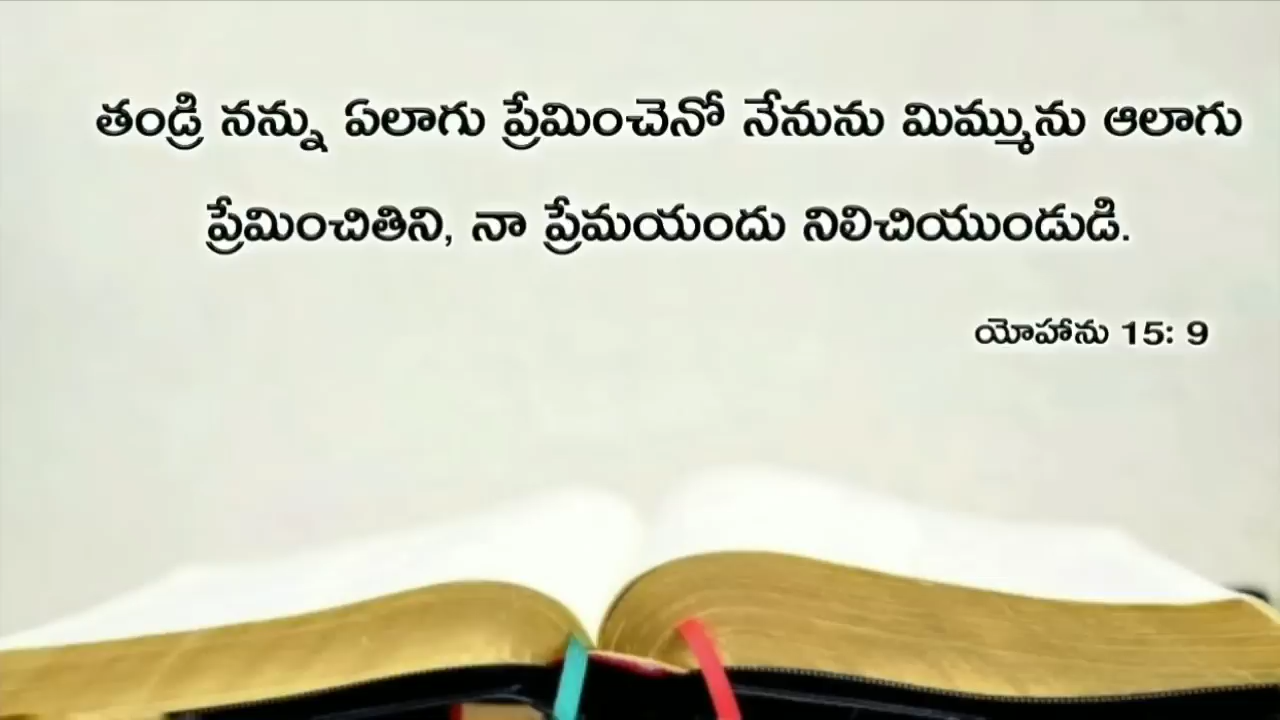 తండ్రి నన్ను ఏలాగు ప్రేమించెనో నేనును మిమ్మును ఆలాగు
ప్రేమించితిని, నా ప్రేమయందు నిలిచియుండుడి.
యోహాను 15: 9